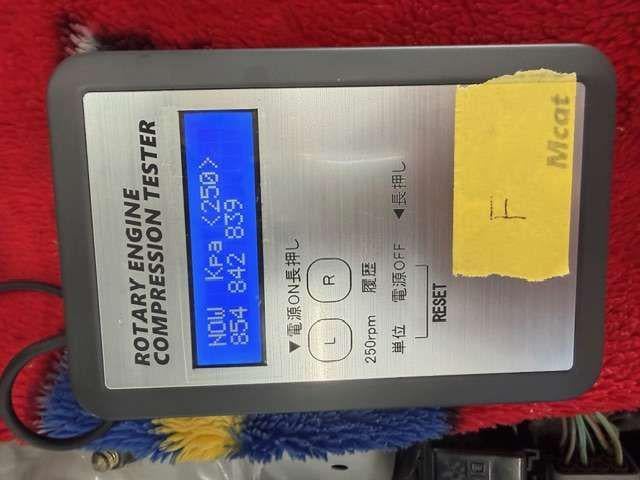 ROTARY ENGINE
COMPRESSION TESTER
NOW Kpa <250>
854 842 839
▼電源ON長押し
L R
250rpm 履歴
単位 電源OFF ◀長押し
RESET
F
Mcat